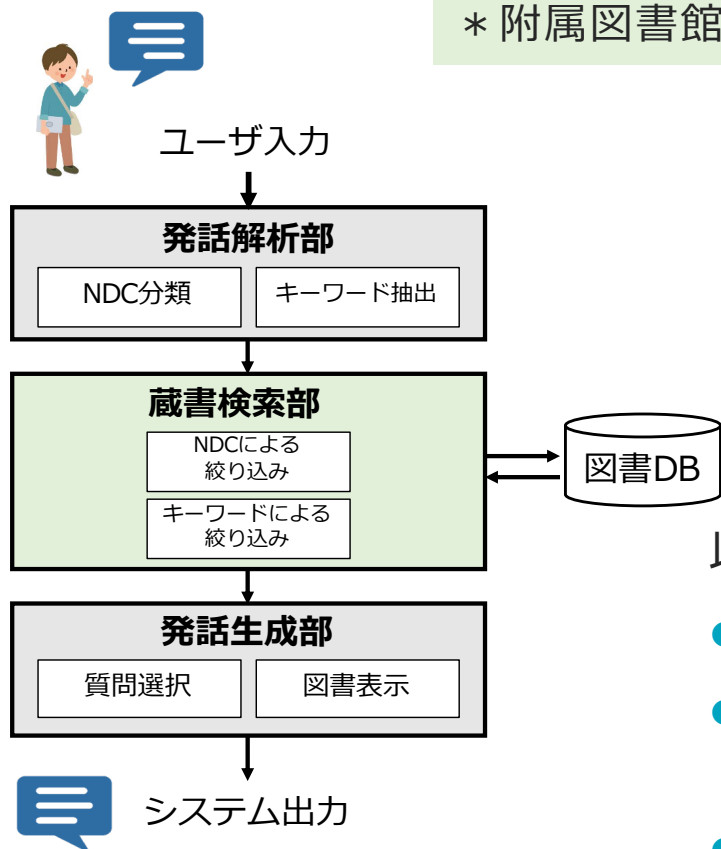 ＊附属図書館
ユーザ入力
発話解析部
NDC分類
キーワード抽出
蔵書検索部
NDCによる
絞り込み
キーワードによる
絞り込み
図書DB
発話生成部
質問選択
図書表示
システム出力